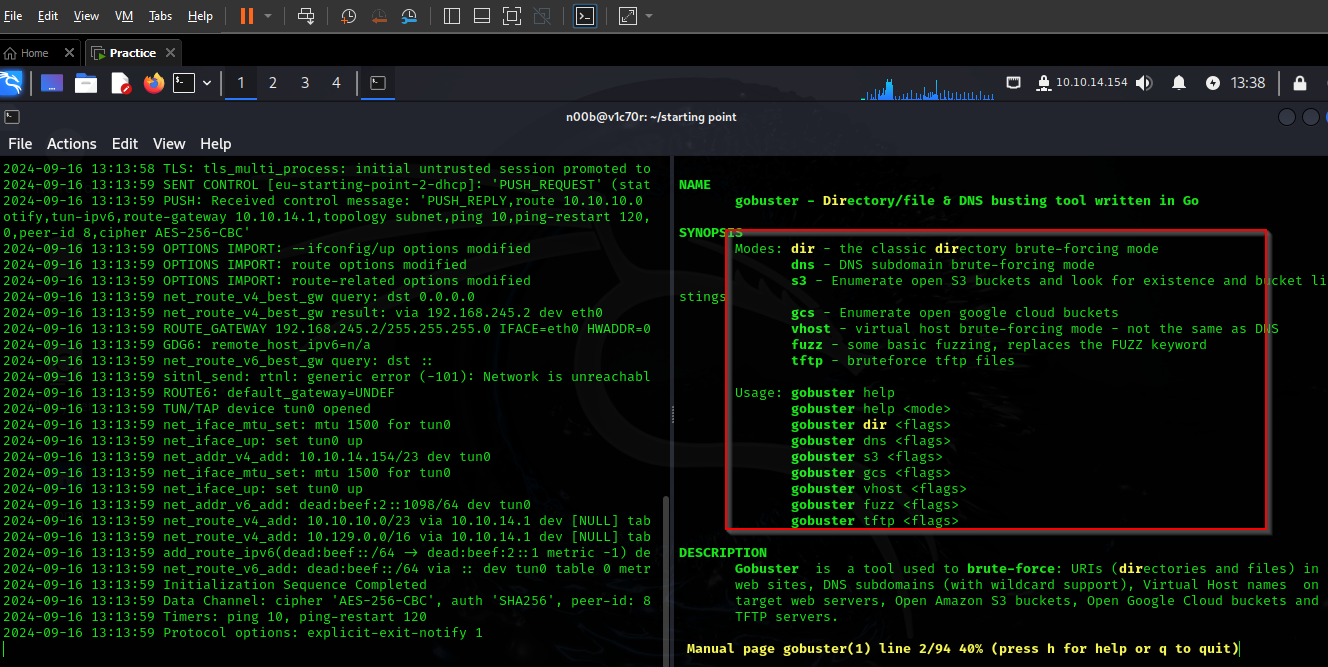 File Edit View VM Tabs Help
Home Practice
1 2 3 4 10.10.14.154 13:38
n00b@v1c70r: ~/starting point
File Actions Edit View Help
2024-09-16 13:13:58 TLS: tls_multi_process: initial untrusted session promoted to
2024-09-16 13:13:59 SENT CONTROL [eu-starting-point-2-dhcp]: 'PUSH_REQUEST' (stat
2024-09-16 13:13:59 PUSH: Received control message: 'PUSH_REPLY,route 10.10.10.0
otify,tun-ipv6,route-gateway 10.10.14.1,topology subnet,ping 10,ping-restart 120,
0,peer-id 8,cipher AES-256-CBC'
2024-09-16 13:13:59 OPTIONS IMPORT: --ifconfig/up options modified
2024-09-16 13:13:59 OPTIONS IMPORT: route options modified
2024-09-16 13:13:59 OPTIONS IMPORT: route-related options modified
2024-09-16 13:13:59 net_route_v4_best_gw query: dst 0.0.0.0
2024-09-16 13:13:59 net_route_v4_best_gw result: via 192.168.245.2 dev eth0
2024-09-16 13:13:59 ROUTE_GATEWAY 192.168.245.2/255.255.255.0 IFACE=eth0 HWADDR=0
2024-09-16 13:13:59 GDG6: remote_host_ipv6=n/a
2024-09-16 13:13:59 net_route_v6_best_gw query: dst ::
2024-09-16 13:13:59 sitnl_send: rtnl: generic error (-101): Network is unreachabl
2024-09-16 13:13:59 ROUTE6: default_gateway=UNDEF
2024-09-16 13:13:59 TUN/TAP device tun0 opened
2024-09-16 13:13:59 net_iface_mtu_set: mtu 1500 for tun0
2024-09-16 13:13:59 net_iface_up: set tun0 up
2024-09-16 13:13:59 net_addr_v4_add: 10.10.14.154/23 dev tun0
2024-09-16 13:13:59 net_iface_mtu_set: mtu 1500 for tun0
2024-09-16 13:13:59 net_iface_up: set tun0 up
2024-09-16 13:13:59 net_addr_v6_add: dead:beef:2::1098/64 dev tun0
2024-09-16 13:13:59 net_route_v4_add: 10.10.10.0/23 via 10.10.14.1 dev [NULL] tab
2024-09-16 13:13:59 net_route_v4_add: 10.129.0.0/16 via 10.10.14.1 dev [NULL] tab
2024-09-16 13:13:59 add_route_ipv6(dead:beef::/64 -> dead:beef:2::1 metric -1) de
2024-09-16 13:13:59 net_route_v6_add: dead:beef::/64 via :: dev tun0 table 0 metr
2024-09-16 13:13:59 Initialization Sequence Completed
2024-09-16 13:13:59 Data Channel: cipher 'AES-256-CBC', auth 'SHA256', peer-id: 8
2024-09-16 13:13:59 Timers: ping 10, ping-restart 120
2024-09-16 13:13:59 Protocol options: explicit-exit-notify 1
NAME
gobuster - Directory/file & DNS busting tool written in Go
SYNOPSIS
Modes: dir - the classic directory brute-forcing mode
dns - DNS subdomain brute-forcing mode
s3 - Enumerate open S3 buckets and look for existence and bucket li
stings
gcs - Enumerate open google cloud buckets
vhost - virtual host brute-forcing mode - not the same as DNS
fuzz - some basic fuzzing, replaces the FUZZ keyword
tftp - bruteforce tftp files
Usage: gobuster help
gobuster help <mode>
gobuster dir <flags>
gobuster dns <flags>
gobuster s3 <flags>
gobuster gcs <flags>
gobuster vhost <flags>
gobuster fuzz <flags>
gobuster tftp <flags>
DESCRIPTION
Gobuster is a tool used to brute-force: URIs (directories and files) in
web sites, DNS subdomains (with wildcard support), Virtual Host names on
target web servers, Open Amazon S3 buckets, Open Google Cloud buckets and
TFTP servers.
Manual page gobuster(1) line 2/94 40% (press h for help or q to quit)